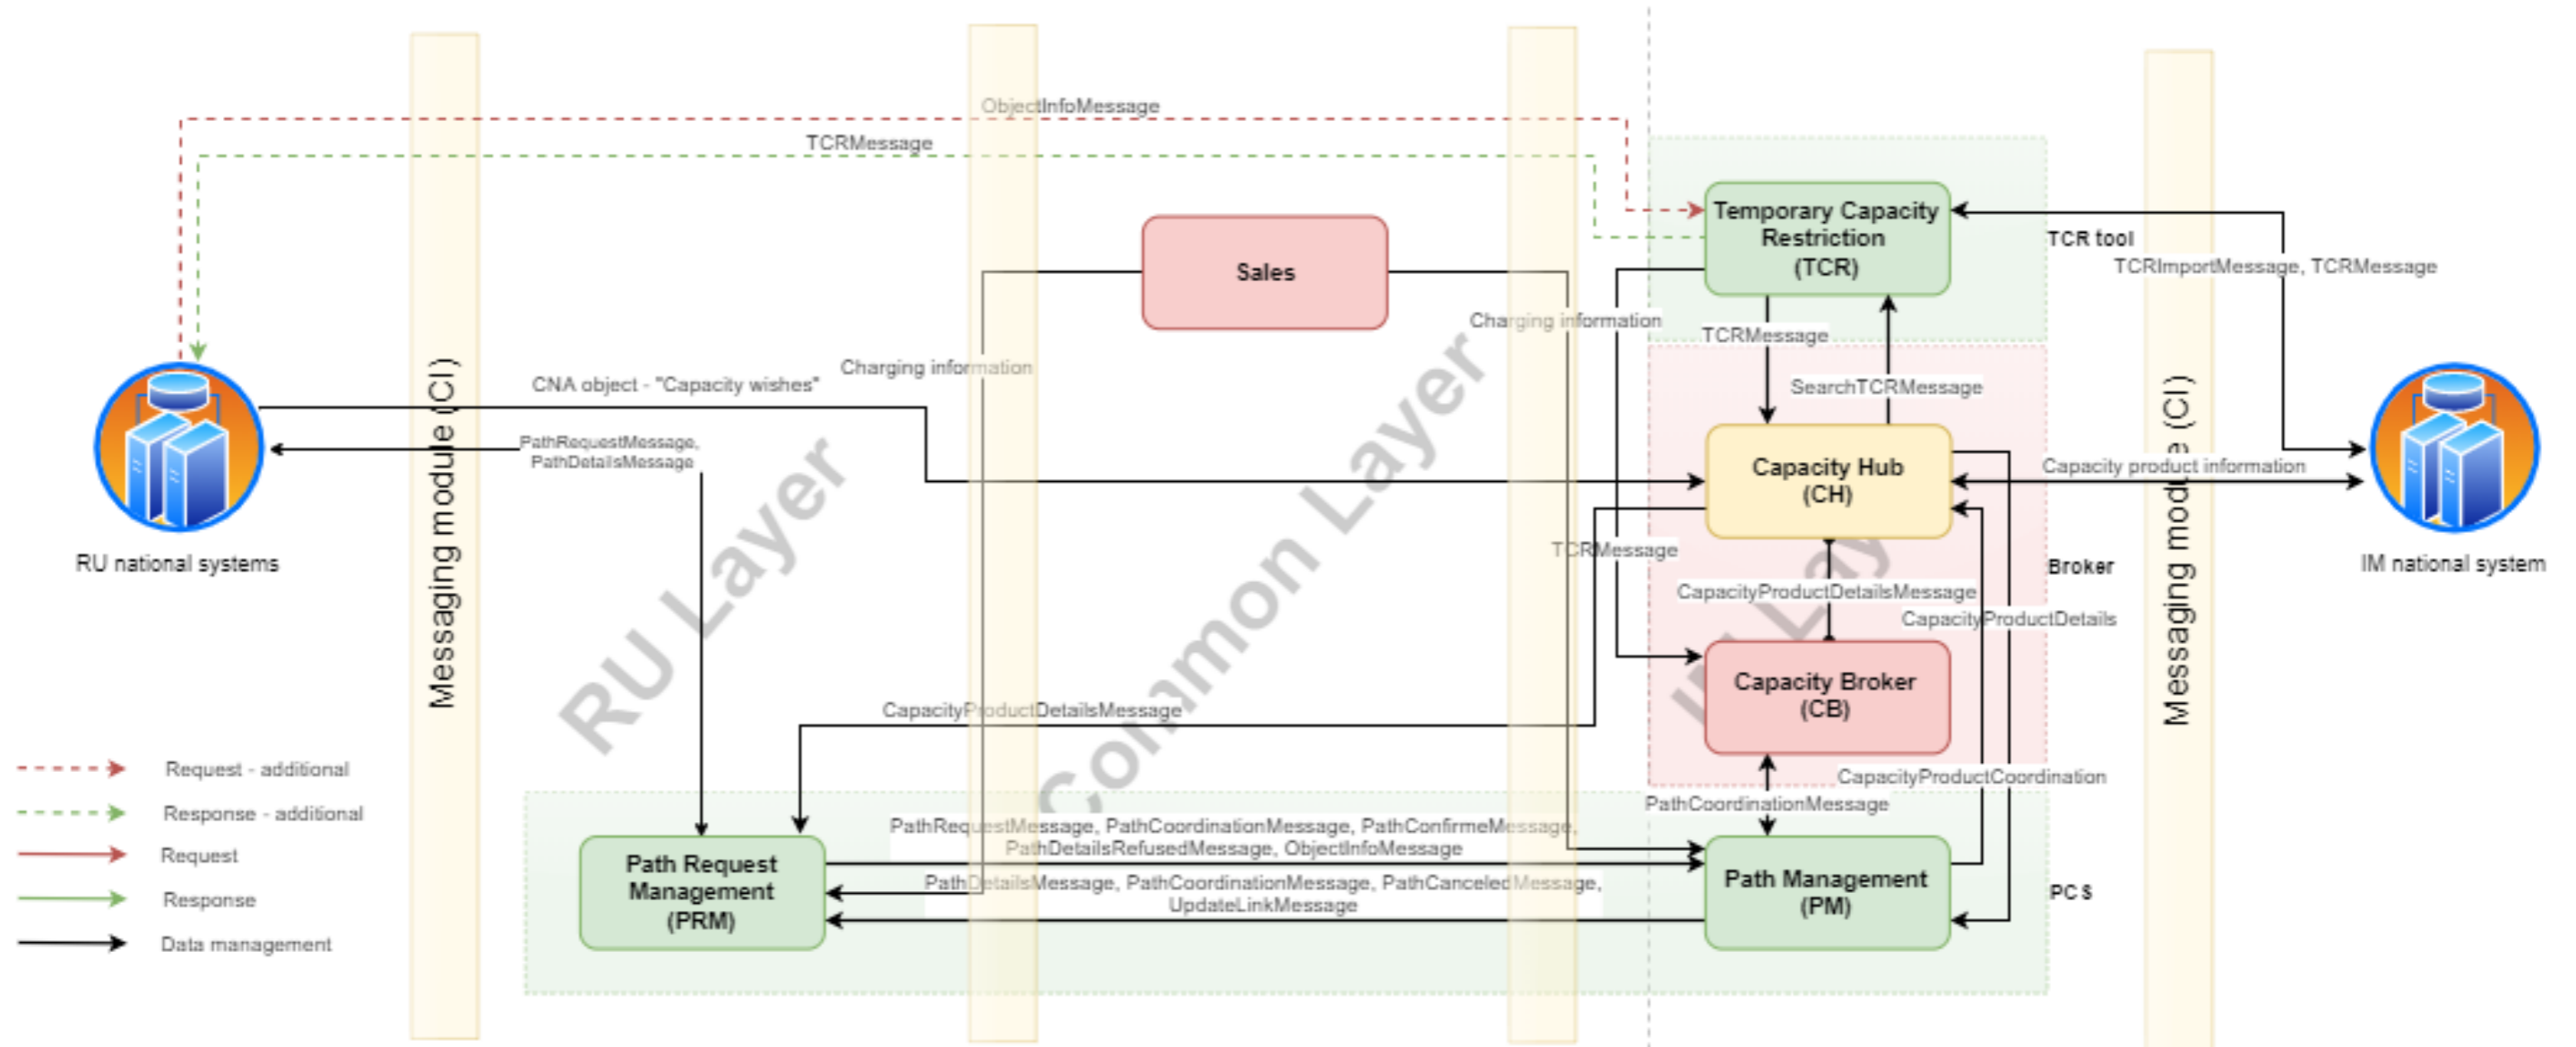 ObjectInfoMessage
TCRMessage
Temporary Capacity
Restriction
(TCR)
TCR tool
TCRImportMessage, TCRMessage
Sales
Charging information
TCRMessage
Charging information
CNA object - "Capacity wishes"
SearchTCRMessage
PathRequestMessage,
PathDetailsMessage
Messaging module (CI)
Capacity Hub
(CH)
Capacity product information
Messaging module (CI)
RU national systems
IM national system
TCRMessage
Broker
CapacityProductDetailsMessage
CapacityProductDetails
RU Layer
Common Layer
Capacity Broker
(CB)
CapacityProductDetailsMessage
CapacityProductCoordination
PathCoordinationMessage
Request - additional
Response - additional
Request
Response
Data management
PathRequestMessage, PathCoordinationMessage, PathConfirmeMessage,
PathDetailsRefusedMessage, ObjectInfoMessage
PathDetailsMessage, PathCoordinationMessage, PathCanceledMessage,
UpdateLinkMessage
Path Request
Management
(PRM)
Path Management
(PM)
PCS